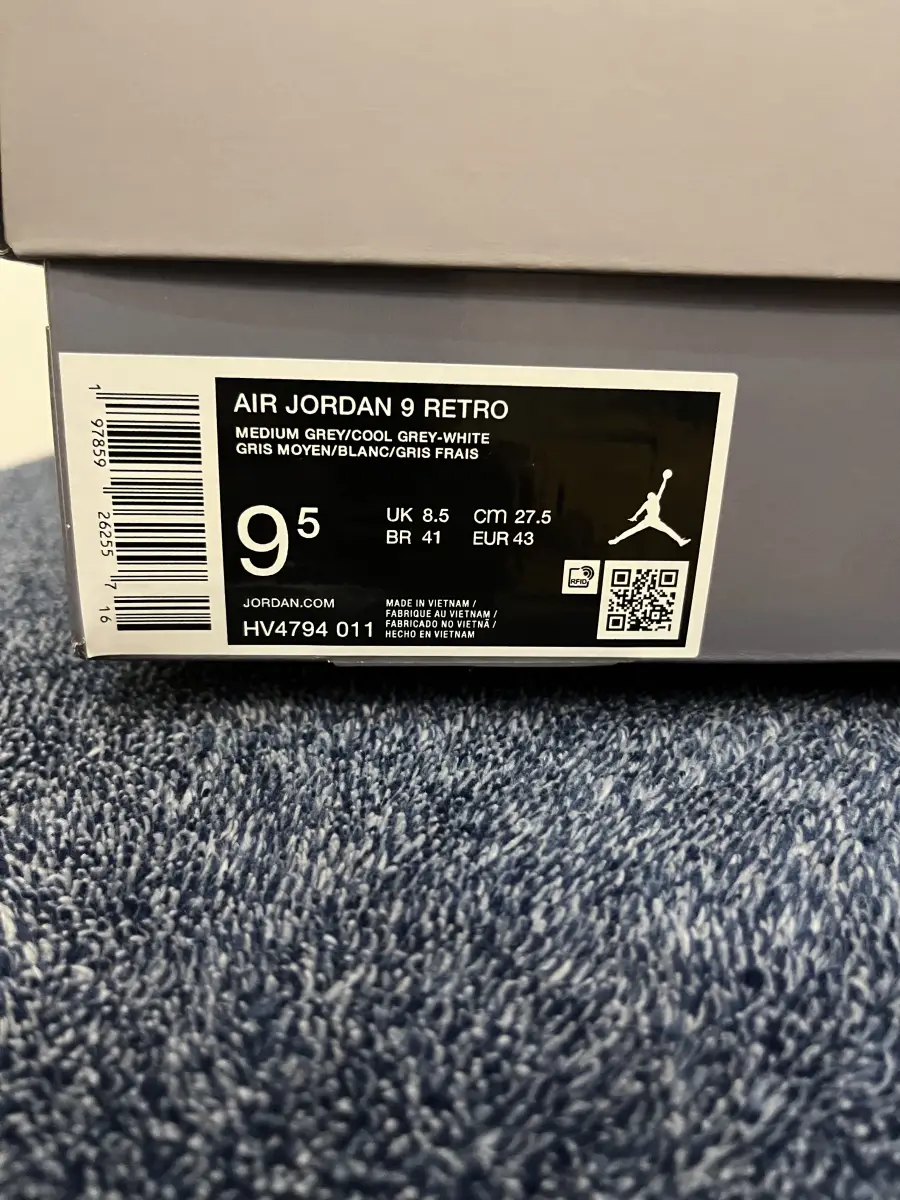 AIR JORDAN 9 RETRO
MEDIUM GREY/COOL GREY-WHITE
GRIS MOYEN/BLANC/GRIS FRAIS
9⁵
UK 8.5 cm 27.5
BR 41 EUR 43
RFID
JORDAN.COM
HV4794 011
MADE IN VIETNAM /
FABRIQUE AU VIETNAM /
FABRICADO NO VIETNÃ /
HECHO EN VIETNAM
1 97859 26255 7 16